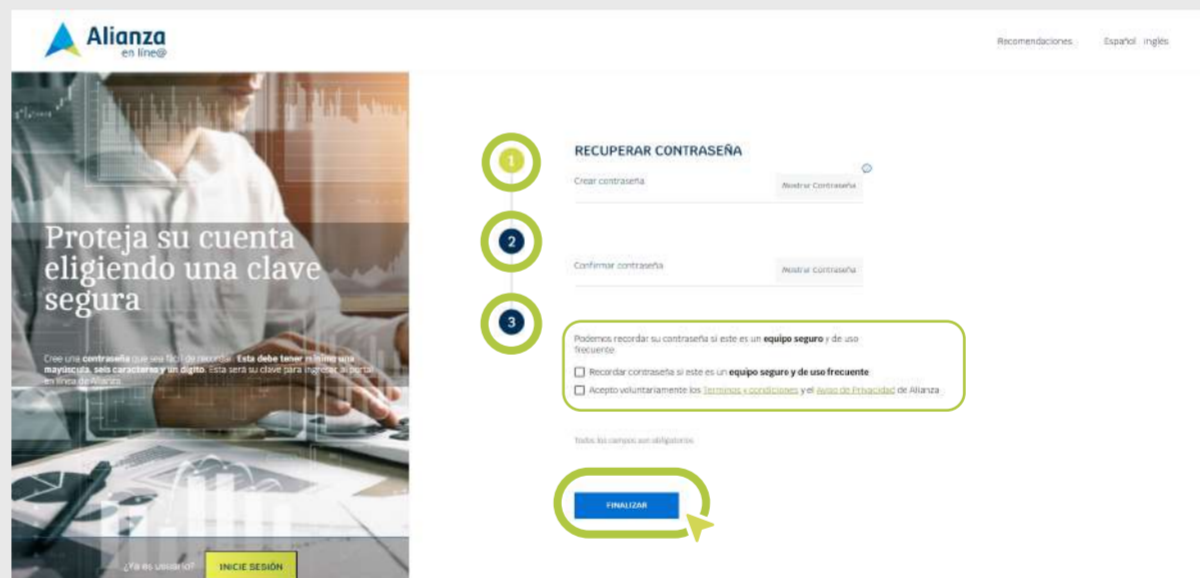 Alianza
en líne@
Recomendaciones
Español Inglés
Proteja su cuenta
eligiendo una clave
segura
Cree una contraseña que sea fácil de recordar. Esta debe tener mínimo una
mayúscula, seis caracteres y un dígito. Esta será su clave para ingresar al portal
en línea de Alianza.
¿Ya es usuario?
INICIE SESIÓN
1
RECUPERAR CONTRASEÑA
Crear contraseña
Mostrar Contraseña
2
Confirmar contraseña
Mostrar Contraseña
3
Podemos recordar su contraseña si este es un equipo seguro y de uso
frecuente
Recordar contraseña si este es un equipo seguro y de uso frecuente
Acepto voluntariamente los Terminos y condiciones y el Aviso de Privacidad de Alianza
Todos los campos son obligatorios
FINALIZAR